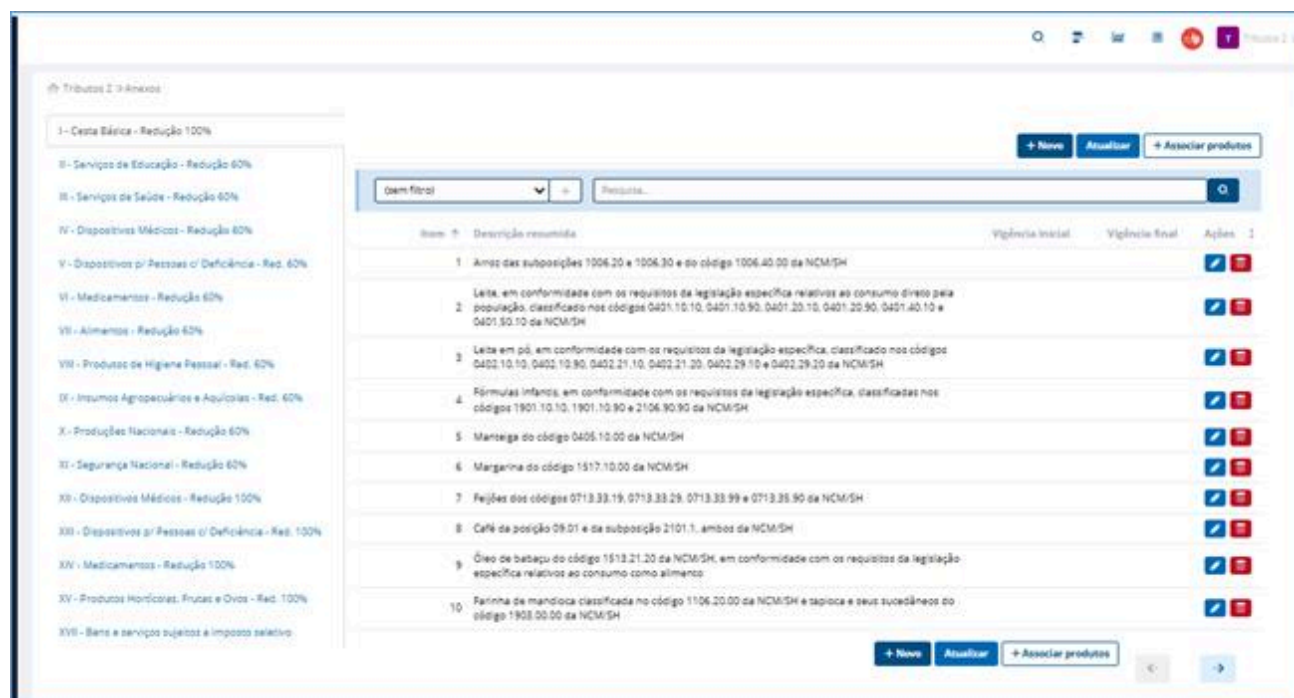 T Tributos 2
Tributos 2 > Anexos
I - Cesta Básica - Redução 100%
II - Serviços de Educação - Redução 60%
III - Serviços de Saúde - Redução 60%
IV - Dispositivos Médicos - Redução 60%
V - Dispositivos p/ Pessoas c/ Deficiência - Red. 60%
VI - Medicamentos - Redução 60%
VII - Alimentos - Redução 60%
VIII - Produtos de Higiene Pessoal - Red. 60%
IX - Insumos Agropecuários e Aquícolas - Red. 60%
X - Produções Nacionais - Redução 60%
XI - Segurança Nacional - Redução 60%
XII - Dispositivos Médicos - Redução 100%
XIII - Dispositivos p/ Pessoas c/ Deficiência - Red. 100%
XIV - Medicamentos - Redução 100%
XV - Produtos Hortícolas, Frutas e Ovos - Red. 100%
XVII - Bens e serviços sujeitos a imposto seletivo
+ Novo Atualizar + Associar produtos
(sem filtro) + Pesquisa...
Item ↑ Descrição resumida Vigência inicial Vigência final Ações
1 Arroz das subposições 1006.20 e 1006.30 e do código 1006.40.00 da NCM/SH
Leite, em conformidade com os requisitos da legislação específica relativos ao consumo direto pela
2 população, classificado nos códigos 0401.10.10, 0401.10.90, 0401.20.10, 0401.20.90, 0401.40.10 e
0401.50.10 da NCM/SH
3 Leite em pó, em conformidade com os requisitos da legislação específica, classificado nos códigos
0402.10.10, 0402.10.90, 0402.21.10, 0402.21.20, 0402.29.10 e 0402.29.20 da NCM/SH
4 Fórmulas infantis, em conformidade com os requisitos da legislação específica, classificadas nos
códigos 1901.10.10, 1901.10.90 e 2106.90.90 da NCM/SH
5 Manteiga do código 0405.10.00 da NCM/SH
6 Margarina do código 1517.10.00 da NCM/SH
7 Feijões dos códigos 0713.33.19, 0713.33.29, 0713.33.99 e 0713.35.90 da NCM/SH
8 Café da posição 09.01 e da subposição 2101.1, ambos da NCM/SH
9 Óleo de babaçu do código 1513.21.20 da NCM/SH, em conformidade com os requisitos da legislação
específica relativos ao consumo como alimento
10 Farinha de mandioca classificada no código 1106.20.00 da NCM/SH e tapioca e seus sucedâneos do
código 1903.00.00 da NCM/SH
+ Novo Atualizar + Associar produtos